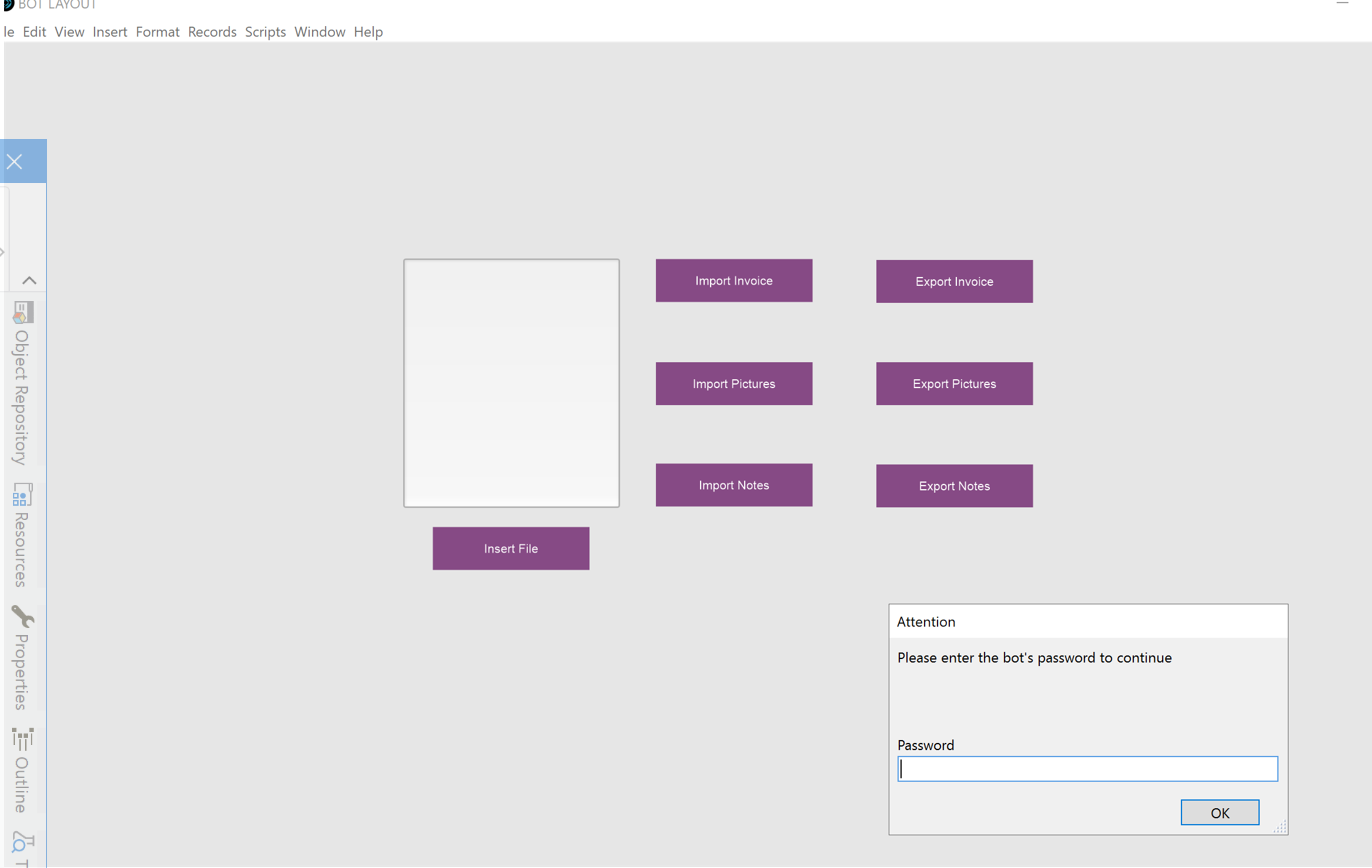 BOT LAYOUT
le Edit View Insert Format Records Scripts Window Help
Object Repository
Resources
Properties
Outline
T
Import Invoice
Export Invoice
Import Pictures
Export Pictures
Import Notes
Export Notes
Insert File
Attention
Please enter the bot's password to continue
Password
OK